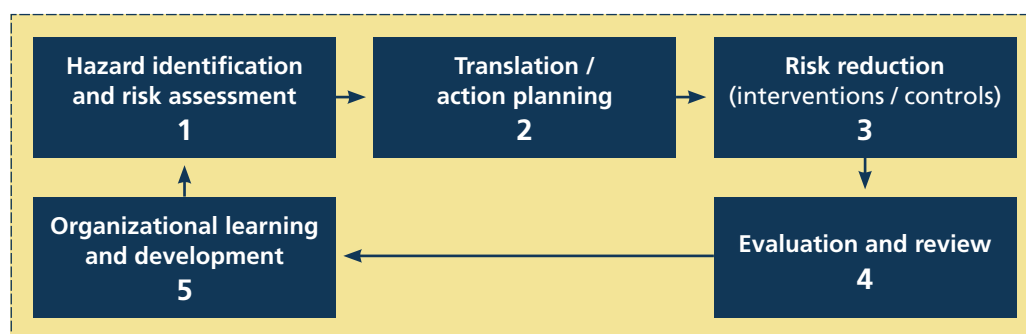 Hazard identification
and risk assessment
1
Translation /
action planning
2
Risk reduction
(interventions / controls)
3
Evaluation and review
4
Organizational learning
and development
5